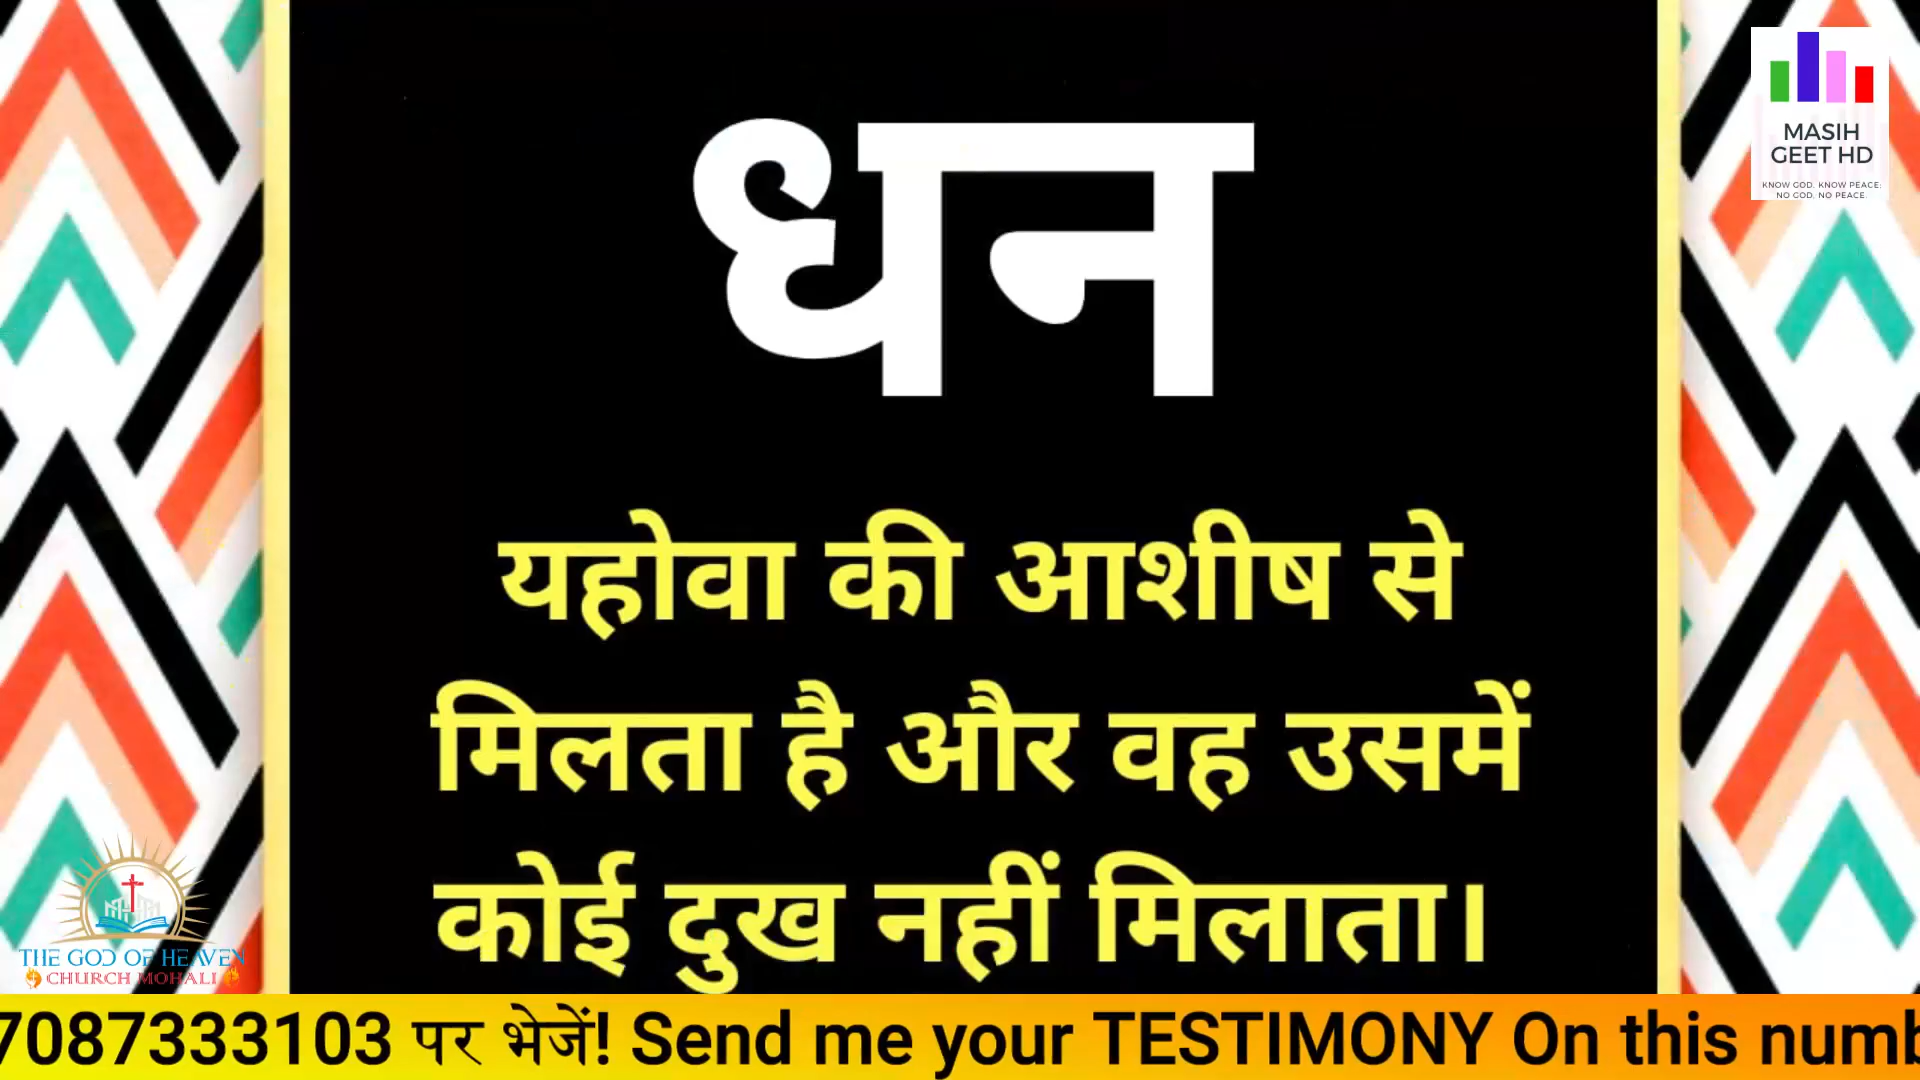 धन
यहोवा की आशीष से
मिलता है और वह उसमें
कोई दुख नहीं मिलाता।
MASIH
GEET HD
KNOW GOD, KNOW PEACE;
NO GOD, NO PEACE.
THE GOD OF HEAVEN
CHURCH MOHALI
7087333103 पर भेजें! Send me your TESTIMONY On this numb